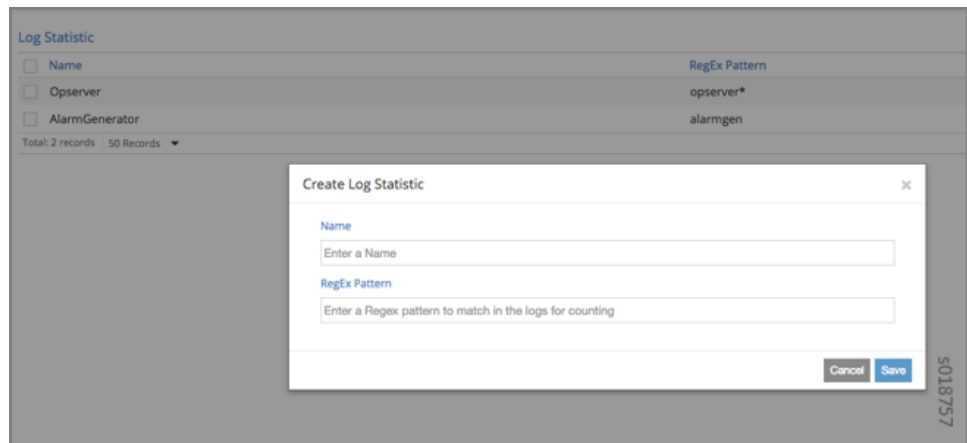 Log Statistic
Name RegEx Pattern
Opserver opserver*
AlarmGenerator alarmgen
Total: 2 records 50 Records
Create Log Statistic
Name
Enter a Name
RegEx Pattern
Enter a Regex pattern to match in the logs for counting
Cancel Save
s018757